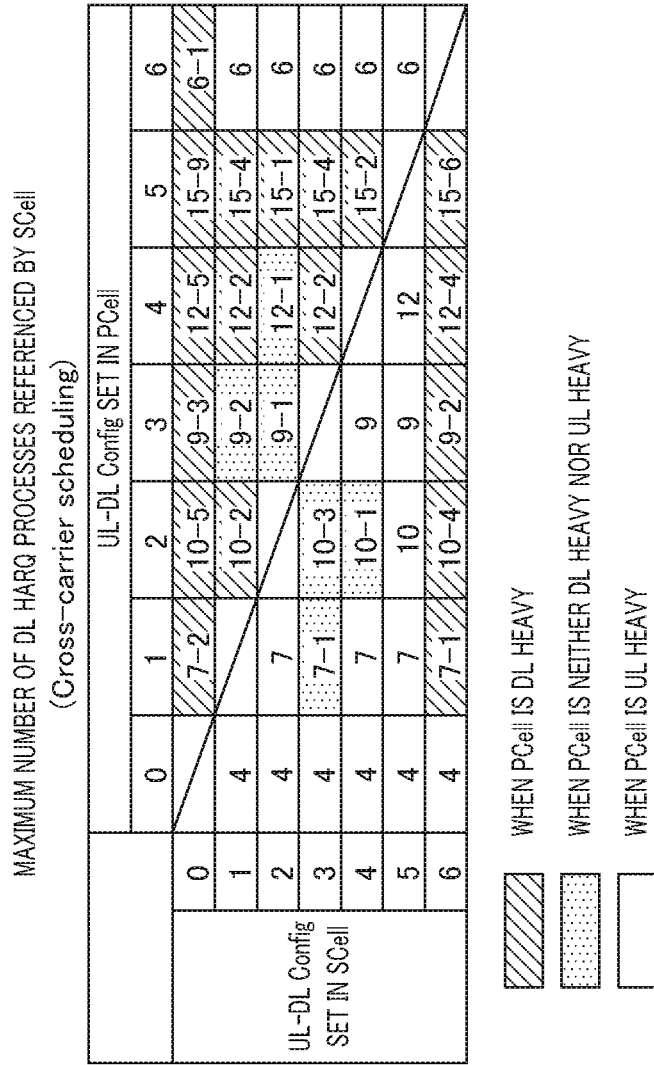 MAXIMUM NUMBER OF DL HARQ PROCESSES REFERENCED BY SCell
(Cross-carrier scheduling)
UL-DL Config SET IN PCell
0 1 2 3 4 5 6
UL-DL Config
SET IN SCell
0 7-2 10-5 9-3 12-5 15-9 6-1
1 4 10-2 9-2 12-2 15-4 6
2 4 7 9-1 12-1 15-1 6
3 4 7-1 10-3 12-2 15-4 6
4 4 7 10-1 9 15-2 6
5 4 7 10 9 12 6
6 4 7-1 10-4 9-2 12-4 15-6
WHEN PCell IS DL HEAVY
WHEN PCell IS NEITHER DL HEAVY NOR UL HEAVY
WHEN PCell IS UL HEAVY